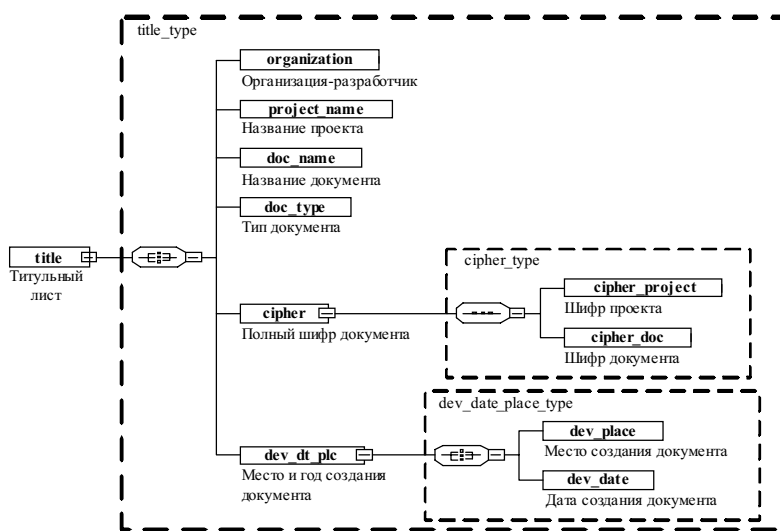 title_type
organization
Организация-разработчик
project_name
Название проекта
doc_name
Название документа
doc_type
Тип документа
title
Титульный
лист
cipher
Полный шифр документа
cipher_type
cipher_project
Шифр проекта
cipher_doc
Шифр документа
dev_dt_plc
Место и год создания
документа
dev_date_place_type
dev_place
Место создания документа
dev_date
Дата создания документа